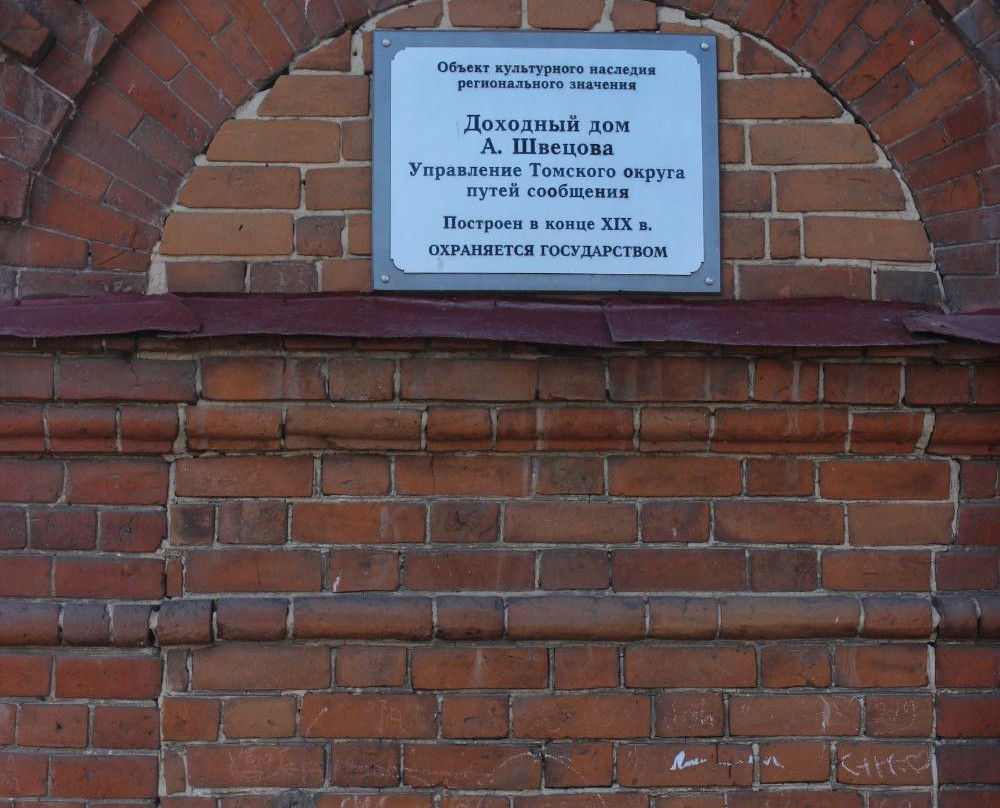 Объект культурного наследия
регионального значения
Доходный дом
А. Швецова
Управление Томского округа
путей сообщения
Построен в конце XIX в.
ОХРАНЯЕТСЯ ГОСУДАРСТВОМ